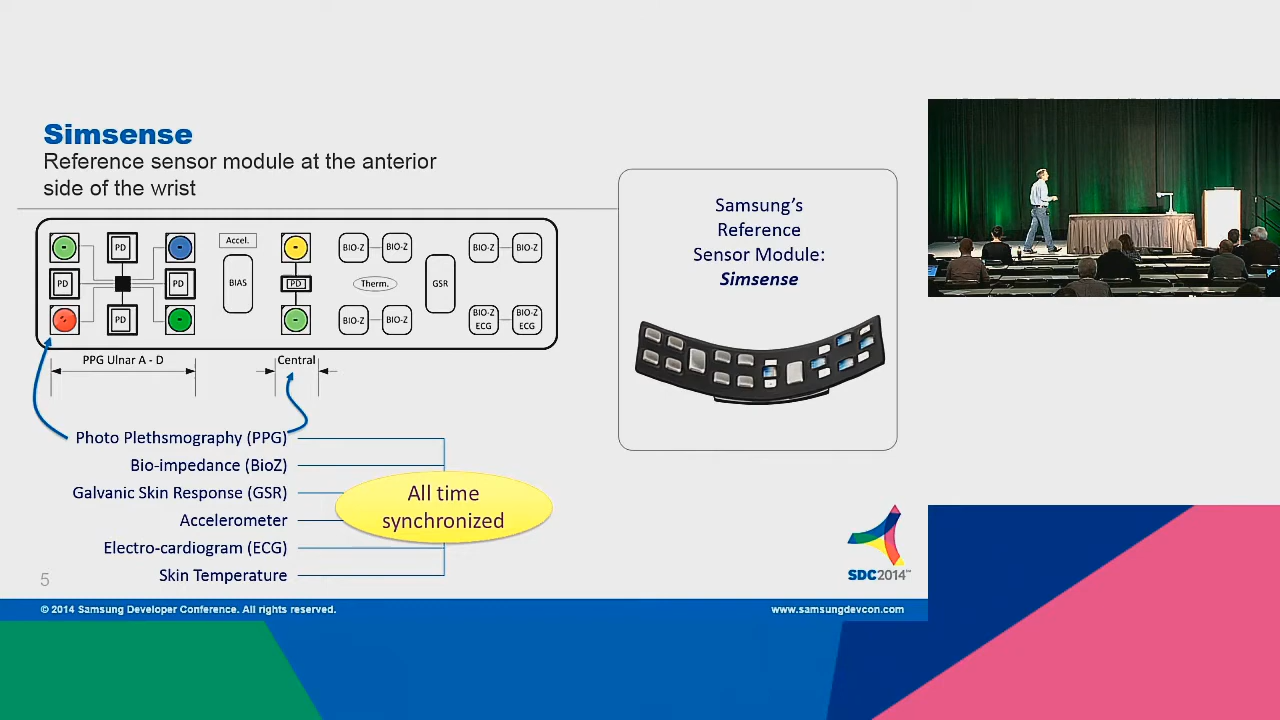 Simsense
Reference sensor module at the anterior
side of the wrist
PD
Accel.
BIO-Z
BIO-Z
BIO-Z
BIO-Z
PD
PD
BIAS
PD
Therm.
GSR
PD
BIO-Z
BIO-Z
BIO-Z
ECG
BIO-Z
ECG
PPG Ulnar A - D
Central
Photo Plethsmography (PPG)
Bio-impedance (BioZ)
Galvanic Skin Response (GSR)
Accelerometer
Electro-cardiogram (ECG)
Skin Temperature
All time
synchronized
Samsung's
Reference
Sensor Module:
Simsense
SDC2014™
5
© 2014 Samsung Developer Conference. All rights reserved.
www.samsungdevcon.com